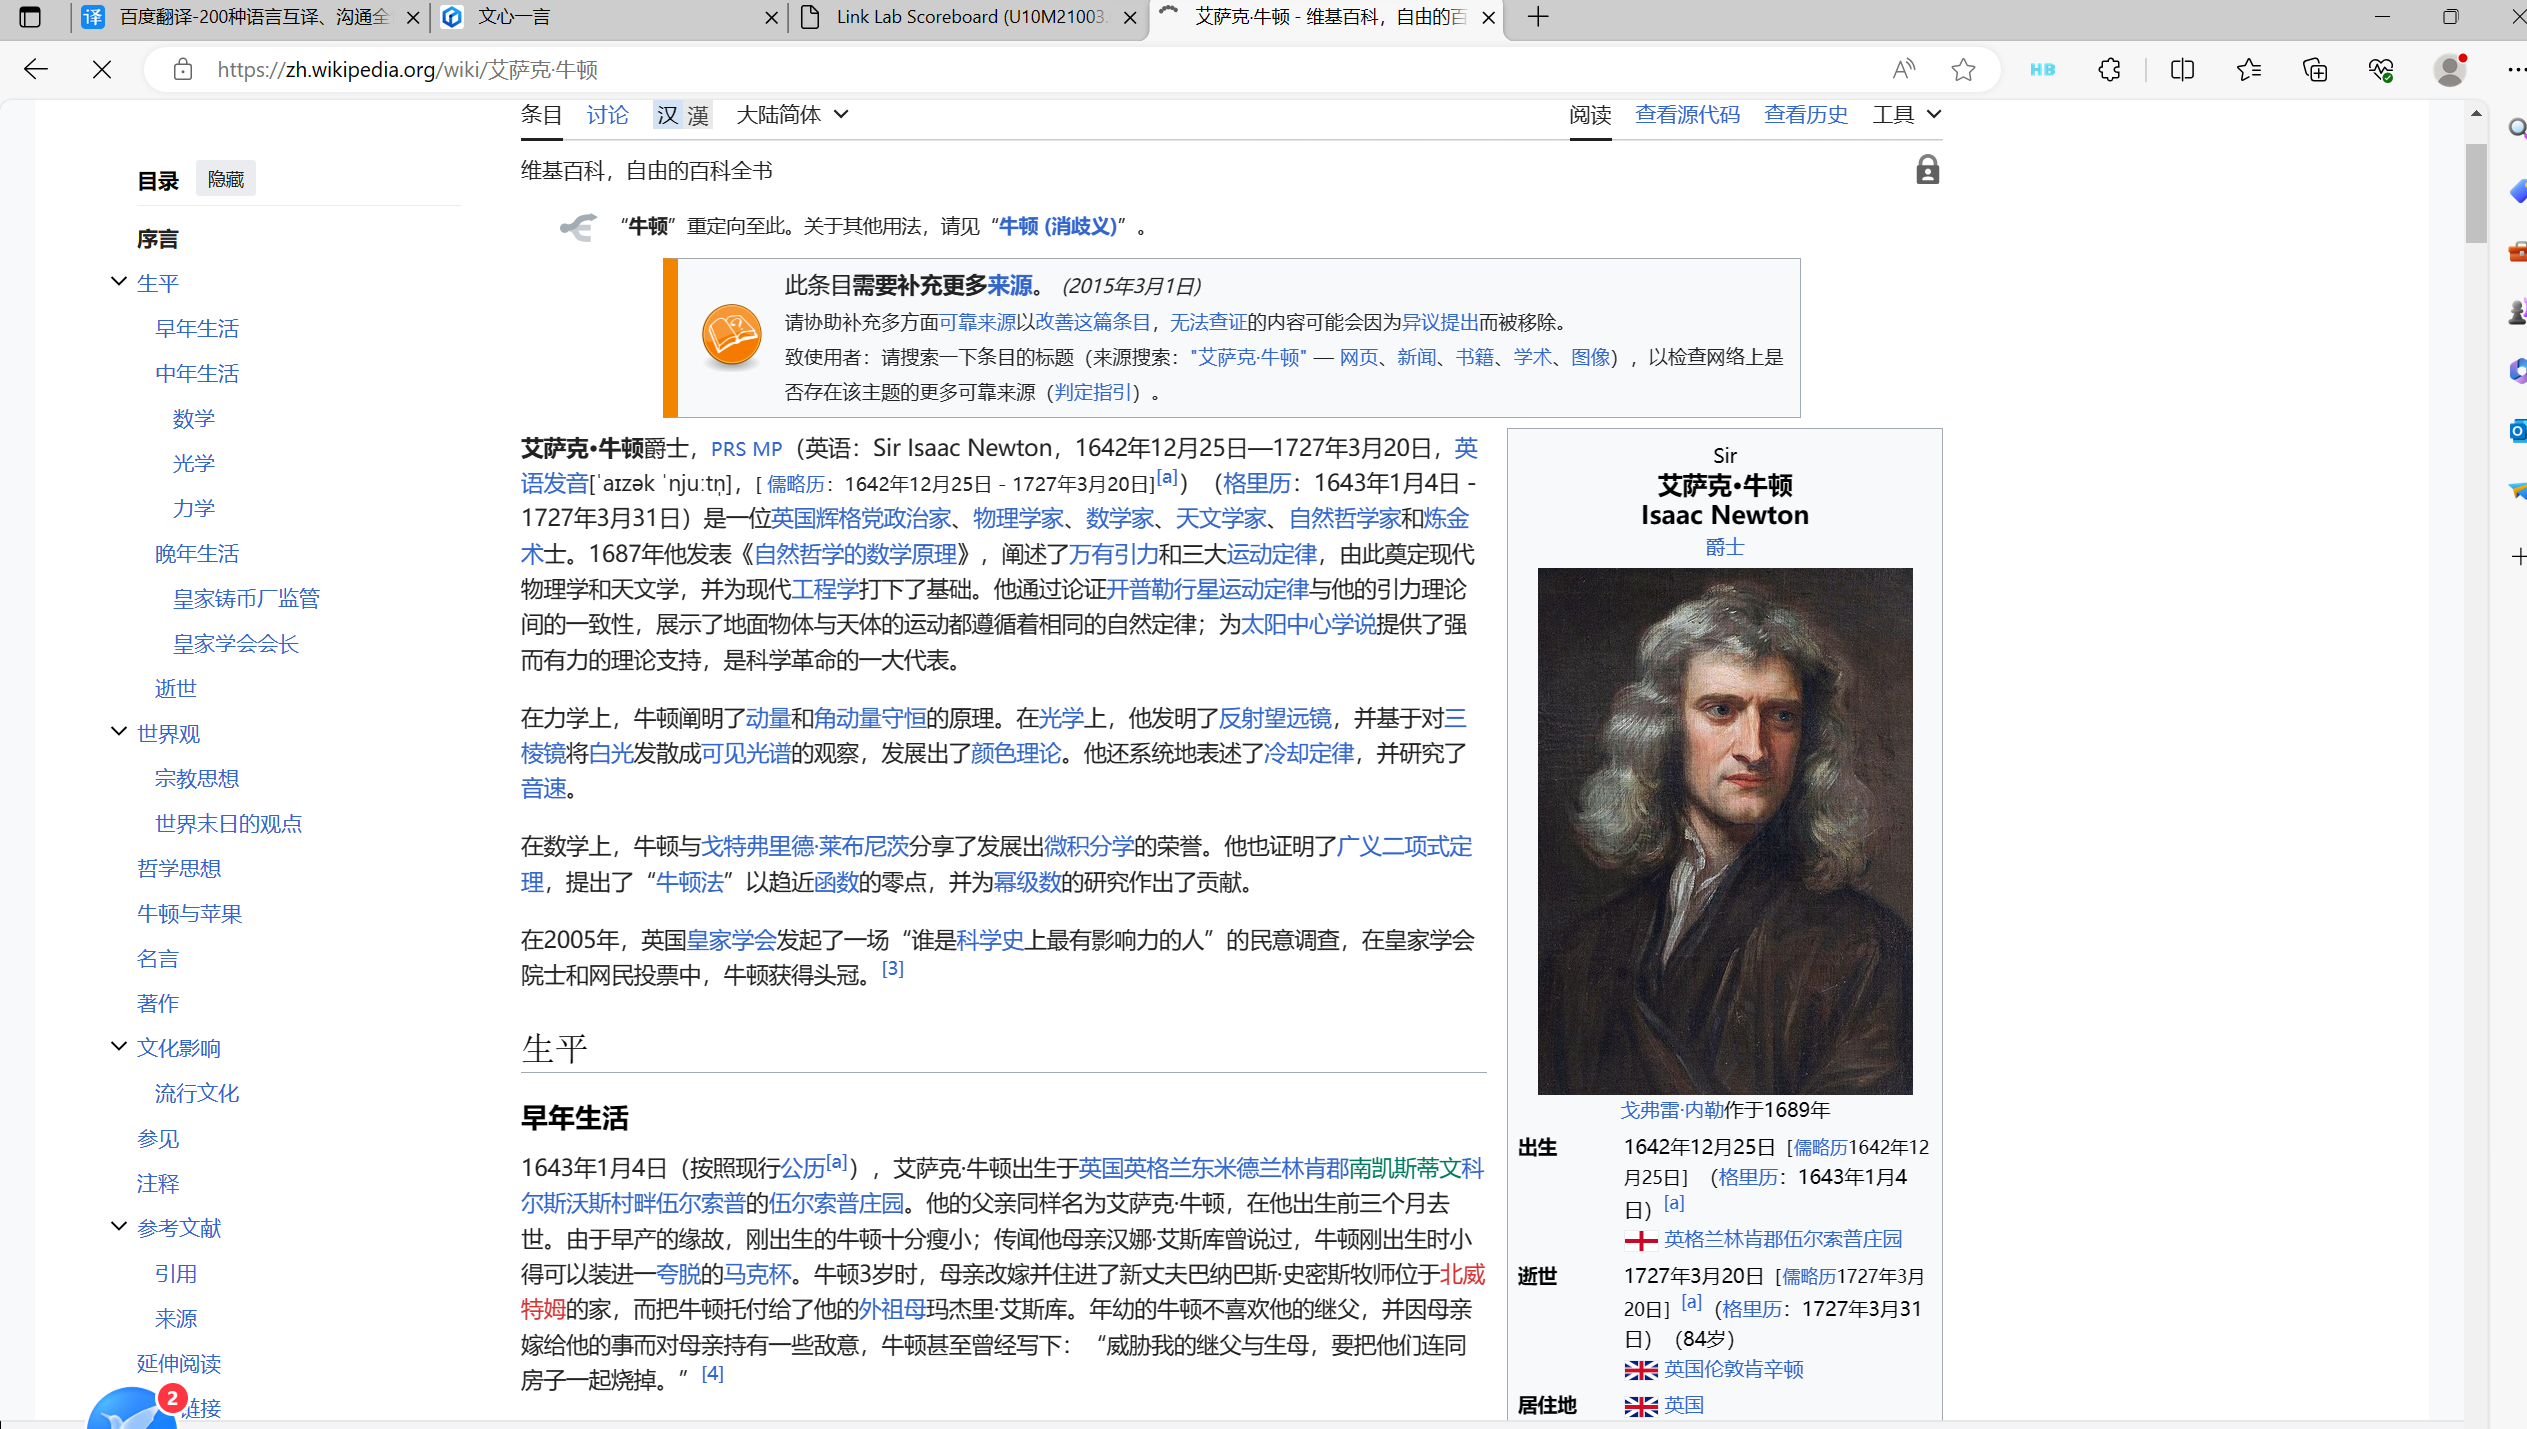 百度翻译-200种语言互译、沟通全
文心一言
Link Lab Scoreboard (U10M21003.
艾萨克·牛顿 - 维基百科，自由的百
https://zh.wikipedia.org/wiki/艾萨克·牛顿
HB
条目 讨论 汉 漢 大陆简体 阅读 查看源代码 查看历史 工具
目录 隐藏
序言
生平
早年生活
中年生活
数学
光学
力学
晚年生活
皇家铸币厂监管
皇家学会会长
逝世
世界观
宗教思想
世界末日的观点
哲学思想
牛顿与苹果
名言
著作
文化影响
流行文化
参见
注释
参考文献
引用
来源
延伸阅读
链接
2
维基百科，自由的百科全书
“牛顿”重定向至此。关于其他用法，请见“牛顿 (消歧义)”。
此条目需要补充更多来源。 (2015年3月1日)
请协助补充多方面可靠来源以改善这篇条目，无法查证的内容可能会因为异议提出而被移除。
致使用者：请搜索一下条目的标题（来源搜索："艾萨克·牛顿" — 网页、新闻、书籍、学术、图像），以检查网络上是
否存在该主题的更多可靠来源（判定指引）。
艾萨克·牛顿爵士，PRS MP（英语：Sir Isaac Newton，1642年12月25日—1727年3月20日，英
语发音[ˈaɪzək ˈnjuːtn̩]，[ 儒略历：1642年12月25日 - 1727年3月20日][a]）（格里历：1643年1月4日 -
1727年3月31日）是一位英国辉格党政治家、物理学家、数学家、天文学家、自然哲学家和炼金
术士。1687年他发表《自然哲学的数学原理》，阐述了万有引力和三大运动定律，由此奠定现代
物理学和天文学，并为现代工程学打下了基础。他通过论证开普勒行星运动定律与他的引力理论
间的一致性，展示了地面物体与天体的运动都遵循着相同的自然定律；为太阳中心学说提供了强
而有力的理论支持，是科学革命的一大代表。
在力学上，牛顿阐明了动量和角动量守恒的原理。在光学上，他发明了反射望远镜，并基于对三
棱镜将白光发散成可见光谱的观察，发展出了颜色理论。他还系统地表述了冷却定律，并研究了
音速。
在数学上，牛顿与戈特弗里德·莱布尼茨分享了发展出微积分学的荣誉。他也证明了广义二项式定
理，提出了“牛顿法”以趋近函数的零点，并为幂级数的研究作出了贡献。
在2005年，英国皇家学会发起了一场“谁是科学史上最有影响力的人”的民意调查，在皇家学会
院士和网民投票中，牛顿获得头冠。[3]
生平
早年生活
1643年1月4日（按照现行公历[a]），艾萨克·牛顿出生于英国英格兰东米德兰林肯郡南凯斯蒂文科
尔斯沃斯村畔伍尔索普的伍尔索普庄园。他的父亲同样名为艾萨克·牛顿，在他出生前三个月去
世。由于早产的缘故，刚出生的牛顿十分瘦小；传闻他母亲汉娜·艾斯库曾说过，牛顿刚出生时小
得可以装进一夸脱的马克杯。牛顿3岁时，母亲改嫁并住进了新丈夫巴纳巴斯·史密斯牧师位于北威
特姆的家，而把牛顿托付给了他的外祖母玛杰里·艾斯库。年幼的牛顿不喜欢他的继父，并因母亲
嫁给他的事而对母亲持有一些敌意，牛顿甚至曾经写下：“威胁我的继父与生母，要把他们连同
房子一起烧掉。”[4]
Sir
艾萨克·牛顿
Isaac Newton
爵士
戈弗雷·内勒作于1689年
出生 1642年12月25日［儒略历1642年12
月25日］（格里历：1643年1月4
日）[a]
英格兰林肯郡伍尔索普庄园
逝世 1727年3月20日［儒略历1727年3月
20日］[a]（格里历：1727年3月31
日）（84岁）
英国伦敦肯辛顿
居住地 英国